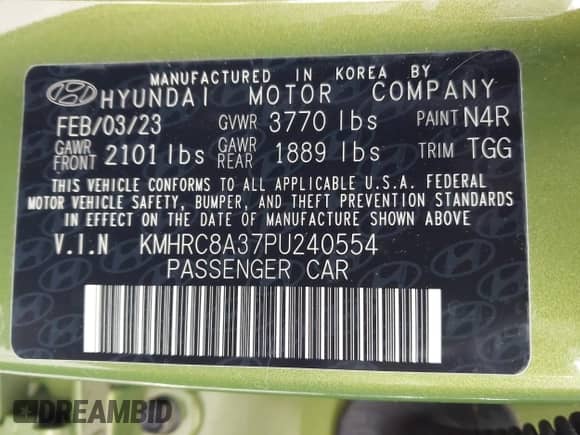 MANUFACTURED IN KOREA BY
HYUNDAI MOTOR COMPANY
FEB/03/23 GVWR 3770 lbs PAINT N4R
GAWR FRONT 2101 lbs GAWR REAR 1889 lbs TRIM TGG
THIS VEHICLE CONFORMS TO ALL APPLICABLE U.S.A. FEDERAL
MOTOR VEHICLE SAFETY, BUMPER, AND THEFT PREVENTION STANDARDS
IN EFFECT ON THE DATE OF MANUFACTURE SHOWN ABOVE
V.I.N KMHRC8A37PU240554
PASSENGER CAR
DREAMBID